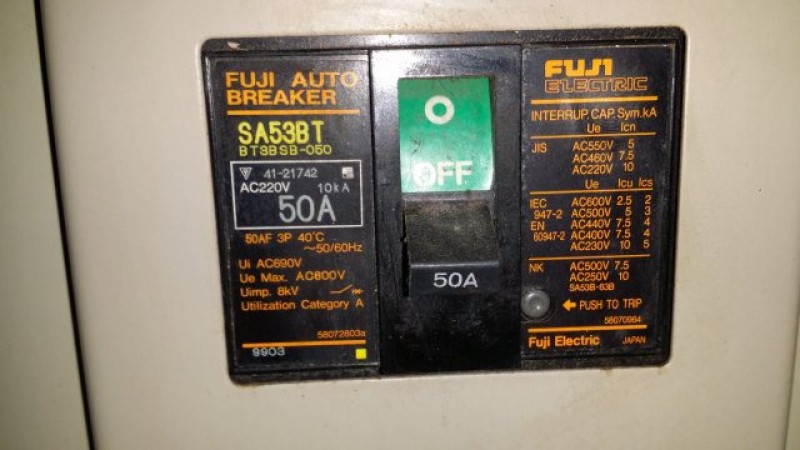 FUJI AUTO
BREAKER
SA53BT
BT3BSB-050
41-21742
AC220V 10kA
50A
50AF 3P 40°C
~50/60Hz
Ui AC690V
Ue Max. AC600V
Uimp. 8kV
Utilization Category A
58072803a
9903
O
OFF
50A
FUJI
ELECTRIC
INTERRUP. CAP. Sym.kA
Ue Icn
JIS AC550V 5
AC460V 7.5
AC220V 10
Ue Icu Ics
IEC AC600V 2.5 2
947-2 AC500V 5 3
EN AC440V 7.5 4
60947-2 AC400V 7.5 4
AC230V 10 5
NK AC500V 7.5
AC250V 10
SA53B-63B
← PUSH TO TRIP
58070964
Fuji Electric JAPAN